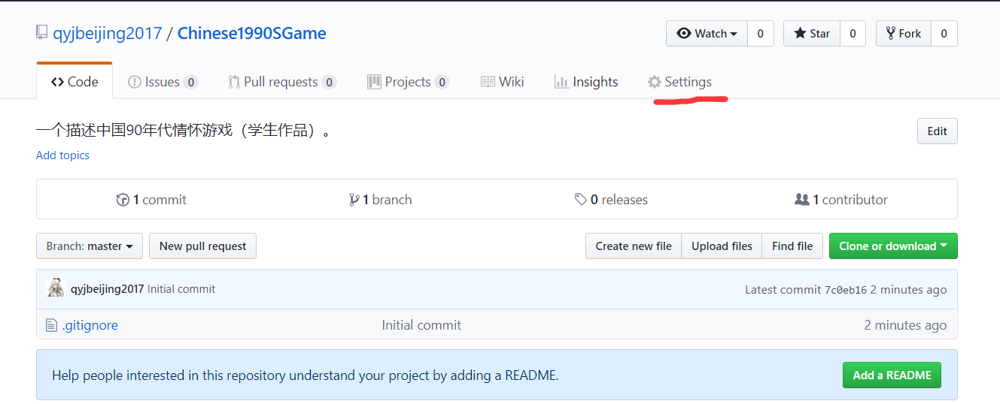 qyjbeijing2017 / Chinese1990SGame
Watch 0 Star 0 Fork 0
Code Issues 0 Pull requests 0 Projects 0 Wiki Insights Settings
一个描述中国90年代情怀游戏（学生作品）。
Edit
Add topics
1 commit 1 branch 0 releases 1 contributor
Branch: master New pull request Create new file Upload files Find file Clone or download
qyjbeijing2017 Initial commit Latest commit 7c0eb16 2 minutes ago
.gitignore Initial commit 2 minutes ago
Help people interested in this repository understand your project by adding a README. Add a README